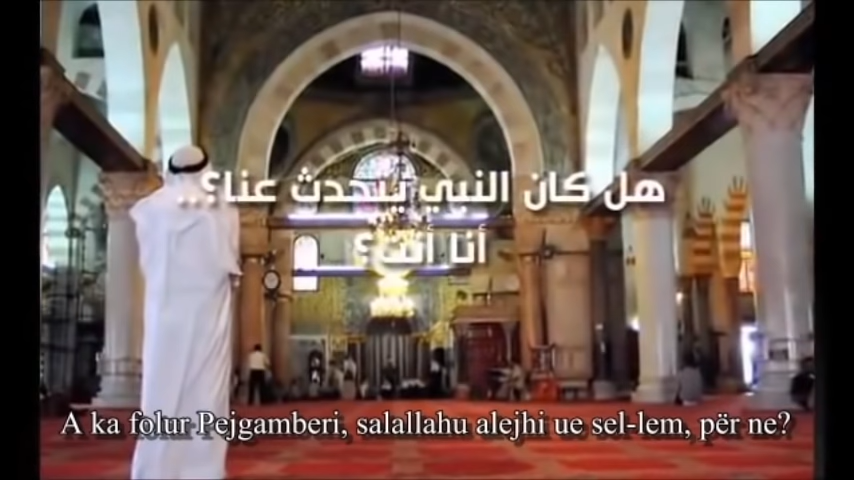 هل كان النبي يتحدث عنا؟..
أنا أنت؟
A ka folur Pejgamberi, salallahu alejhi ue sel-lem, për ne?